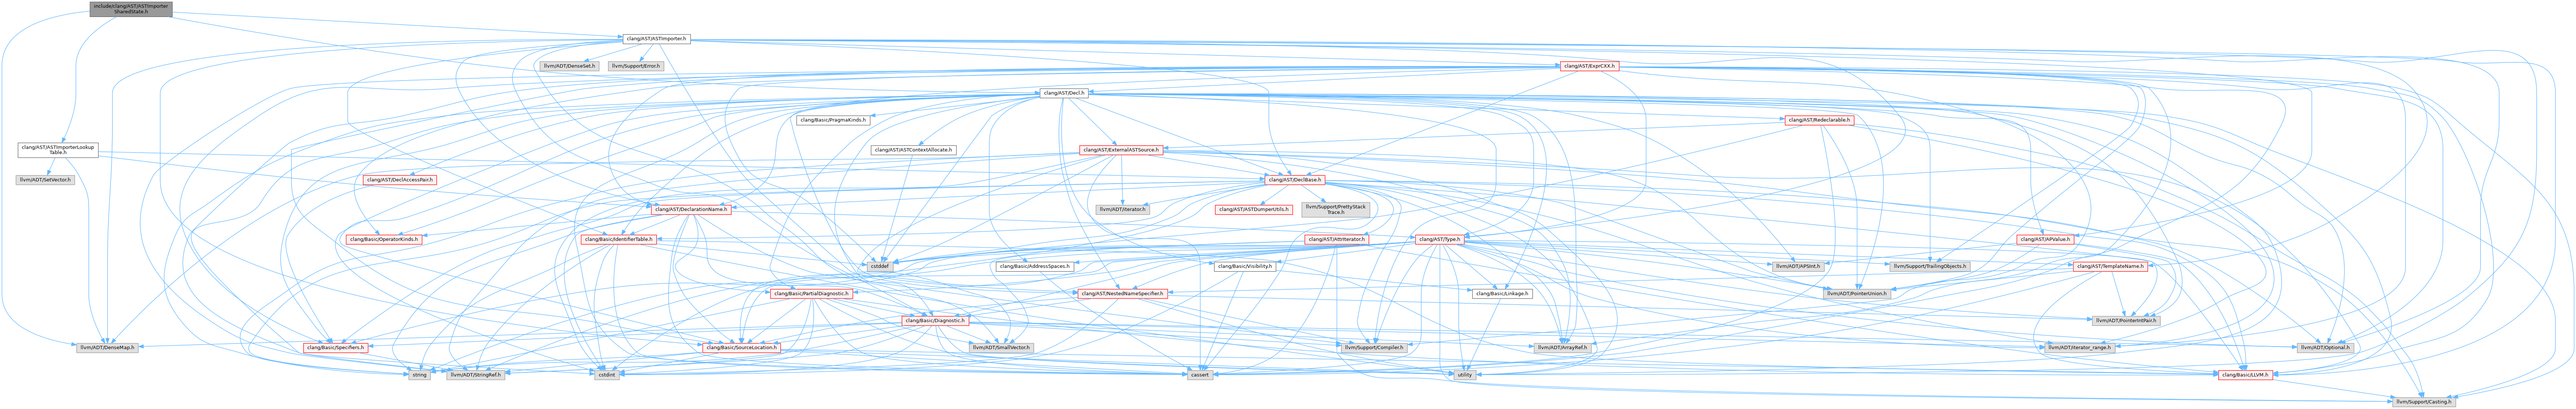 include/clang/AST/ASTImporter
SharedState.h
clang/AST/ASTImporter.h
llvm/ADT/DenseSet.h
llvm/Support/Error.h
clang/AST/ExprCXX.h
clang/AST/Decl.h
clang/Basic/PragmaKinds.h
clang/AST/Redeclarable.h
clang/AST/ASTImporterLookup
Table.h
clang/AST/ASTContextAllocate.h
clang/AST/ExternalASTSource.h
llvm/ADT/SetVector.h
clang/AST/DeclAccessPair.h
clang/AST/DeclBase.h
clang/AST/DeclarationName.h
llvm/ADT/iterator.h
clang/AST/ASTDumperUtils.h
llvm/Support/PrettyStack
Trace.h
clang/Basic/OperatorKinds.h
clang/Basic/IdentifierTable.h
clang/AST/AttrIterator.h
clang/AST/Type.h
clang/AST/APValue.h
cstddef
clang/Basic/AddressSpaces.h
clang/Basic/Visibility.h
llvm/ADT/APSInt.h
llvm/Support/TrailingObjects.h
clang/AST/TemplateName.h
clang/Basic/PartialDiagnostic.h
clang/AST/NestedNameSpecifier.h
clang/Basic/Linkage.h
llvm/ADT/PointerUnion.h
clang/Basic/Diagnostic.h
llvm/ADT/PointerIntPair.h
llvm/ADT/DenseMap.h
clang/Basic/Specifiers.h
clang/Basic/SourceLocation.h
llvm/ADT/SmallVector.h
llvm/Support/Compiler.h
llvm/ADT/ArrayRef.h
llvm/ADT/iterator_range.h
llvm/ADT/Optional.h
string
llvm/ADT/StringRef.h
cstdint
cassert
utility
clang/Basic/LLVM.h
llvm/Support/Casting.h